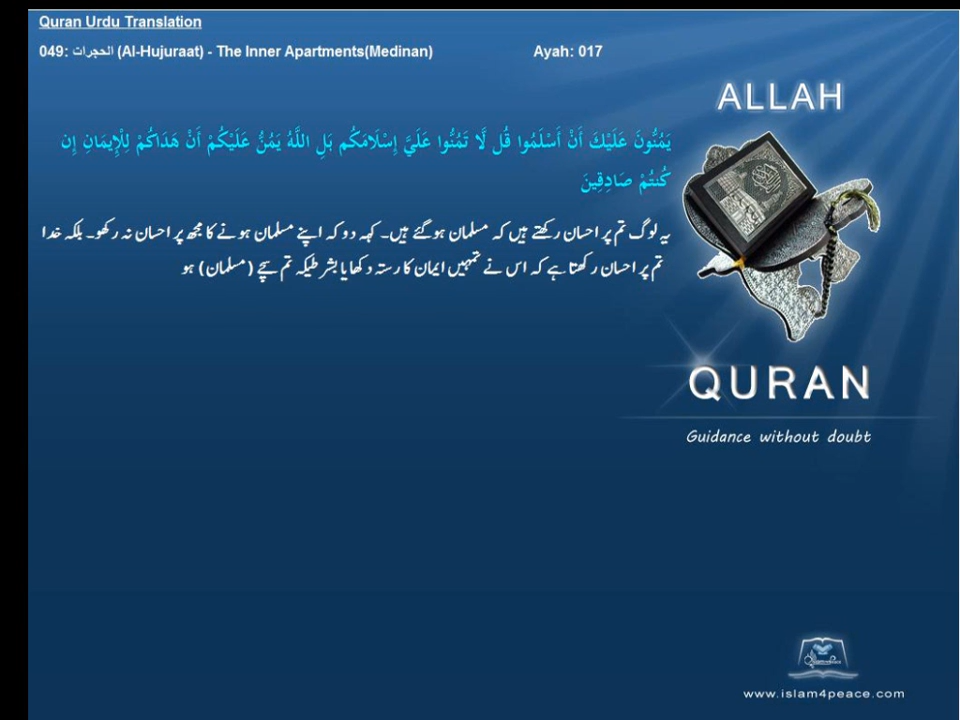 Quran Urdu Translation
049: الحجرات (Al-Hujuraat) - The Inner Apartments(Medinan) Ayah: 017
ALLAH
يَمُنُّونَ عَلَيْكَ أَنْ أَسْلَمُوا قُل لَّا تَمُنُّوا عَلَيَّ إِسْلَامَكُم بَلِ اللَّهُ يَمُنُّ عَلَيْكُمْ أَنْ هَدَاكُمْ لِلْإِيمَانِ إِن
كُنتُمْ صَادِقِينَ
یہ لوگ تم پر احسان رکھتے ہیں کہ مسلمان ہوگئے ہیں۔ کہہ دو کہ اپنے مسلمان ہونے کا مجھ پر احسان نہ رکھو۔ بلکہ خدا
تم پر احسان رکھتا ہے کہ اس نے تمہیں ایمان کا رستہ دکھایا بشرطیکہ تم سچے (مسلمان) ہو
QURAN
Guidance without doubt
www.islam4peace.com